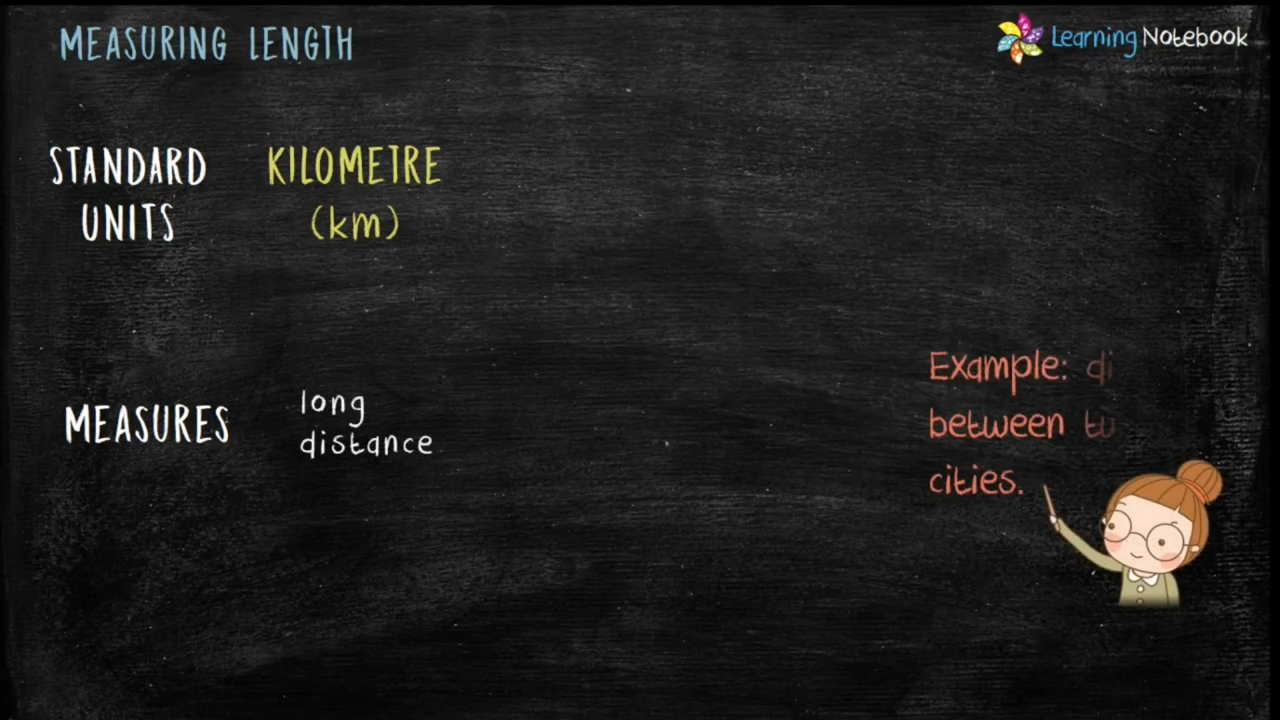 MEASURING LENGTH
Learning Notebook
STANDARD
UNITS
KILOMETRE
(km)
MEASURES
long
distance
Example:
between
cities.